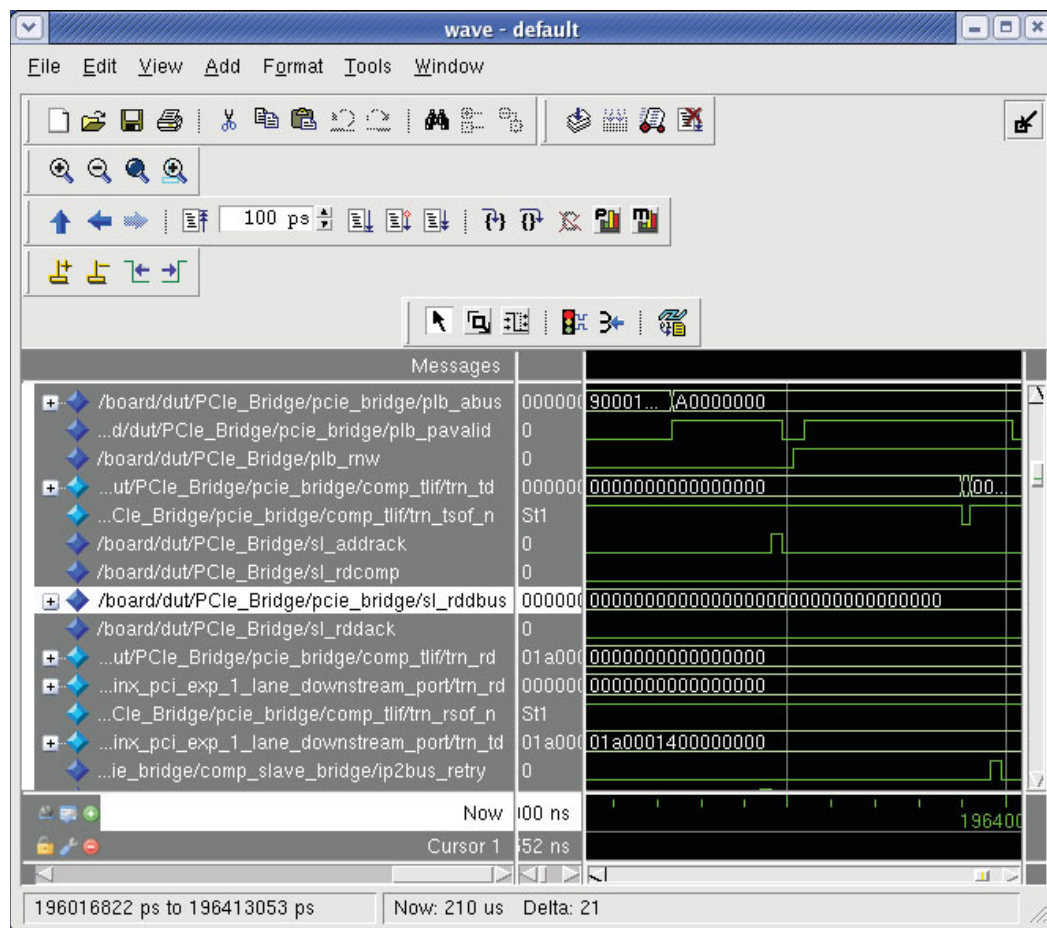 wave - default
File Edit View Add Format Tools Window
100 ps
Messages
/board/dut/PCIe_Bridge/pcie_bridge/plb_abus 000000 90001... A0000000
...d/dut/PCIe_Bridge/pcie_bridge/plb_pavalid 0
/board/dut/PCIe_Bridge/plb_rnw 0
...ut/PCIe_Bridge/pcie_bridge/comp_tlif/trn_td 000000 0000000000000000 00...
...CIe_Bridge/pcie_bridge/comp_tlif/trn_tsof_n St1
/board/dut/PCIe_Bridge/sl_addrack 0
/board/dut/PCIe_Bridge/sl_rdcomp 0
/board/dut/PCIe_Bridge/pcie_bridge/sl_rddbus 000000 00000000000000000000000000000000
/board/dut/PCIe_Bridge/sl_rddack 0
...ut/PCIe_Bridge/pcie_bridge/comp_tlif/trn_rd 01a000 0000000000000000
...inx_pci_exp_1_lane_downstream_port/trn_rd 000000 0000000000000000
...CIe_Bridge/pcie_bridge/comp_tlif/trn_rsof_n St1
...inx_pci_exp_1_lane_downstream_port/trn_td 01a000 01a0001400000000
...ie_bridge/comp_slave_bridge/ip2bus_retry 0
Now 00 ns 196400
Cursor 1 52 ns
196016822 ps to 196413053 ps Now: 210 us Delta: 21